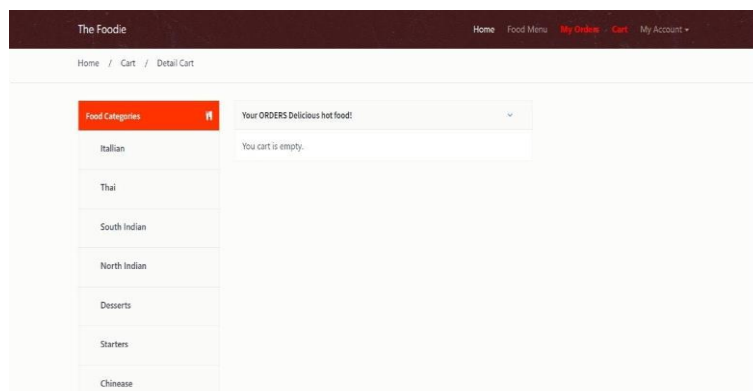 The Foodie
Home Food Menu My Orders - Cart My Account
Home / Cart / Detail Cart
Food Categories
Your ORDERS Delicious hot food!
You cart is empty.
Itallian
Thai
South Indian
North Indian
Desserts
Starters
Chinease